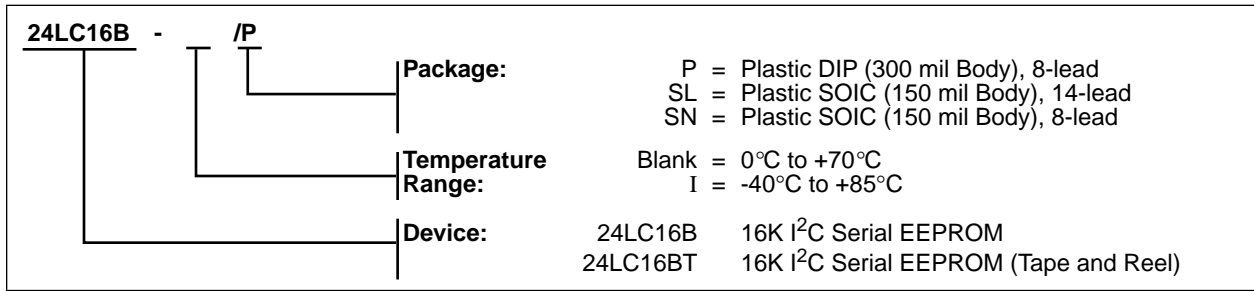 24LC16B - /P
Package: P = Plastic DIP (300 mil Body), 8-lead
SL = Plastic SOIC (150 mil Body), 14-lead
SN = Plastic SOIC (150 mil Body), 8-lead
Temperature Blank = 0°C to +70°C
Range: I = -40°C to +85°C
Device: 24LC16B 16K I²C Serial EEPROM
24LC16BT 16K I²C Serial EEPROM (Tape and Reel)